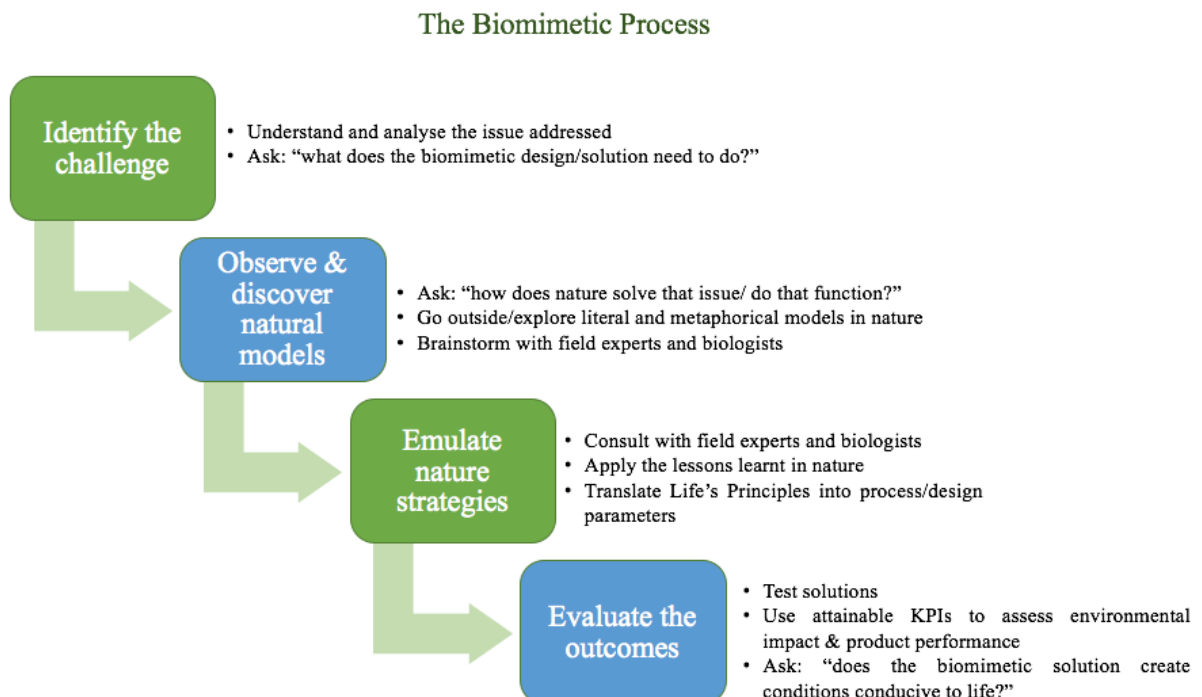 The Biomimetic Process
Identify the
challenge
• Understand and analyse the issue addressed
• Ask: “what does the biomimetic design/solution need to do?”
Observe &
discover
natural
models
• Ask: “how does nature solve that issue/ do that function?”
• Go outside/explore literal and metaphorical models in nature
• Brainstorm with field experts and biologists
Emulate
nature
strategies
• Consult with field experts and biologists
• Apply the lessons learnt in nature
• Translate Life’s Principles into process/design
parameters
Evaluate the
outcomes
• Test solutions
• Use attainable KPIs to assess environmental
impact & product performance
• Ask: “does the biomimetic solution create
conditions conducive to life?”